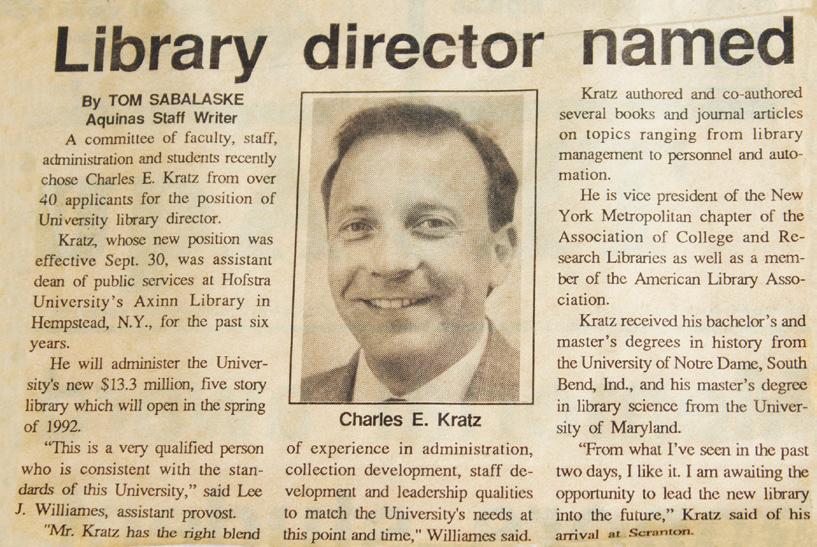 Library director named
By TOM SABALASKE
Aquinas Staff Writer
A committee of faculty, staff,
administration and students recently
chose Charles E. Kratz from over
40 applicants for the position of
University library director.
Kratz, whose new position was
effective Sept. 30, was assistant
dean of public services at Hofstra
University's Axinn Library in
Hempstead, N.Y., for the past six
years.
He will administer the Univer-
sity's new $13.3 million, five story
library which will open in the spring
of 1992.
“This is a very qualified person
who is consistent with the stan-
dards of this University,” said Lee
J. Williames, assistant provost.
"Mr. Kratz has the right blend
Charles E. Kratz
of experience in administration,
collection development, staff de-
velopment and leadership qualities
to match the University's needs at
this point and time," Williames said.
Kratz authored and co-authored
several books and journal articles
on topics ranging from library
management to personnel and auto-
mation.
He is vice president of the New
York Metropolitan chapter of the
Association of College and Re-
search Libraries as well as a mem-
ber of the American Library Asso-
ciation.
Kratz received his bachelor's and
master's degrees in history from
the University of Notre Dame, South
Bend, Ind., and his master's degree
in library science from the Univer-
sity of Maryland.
“From what I've seen in the past
two days, I like it. I am awaiting the
opportunity to lead the new library
into the future,” Kratz said of his
arrival at Scranton.